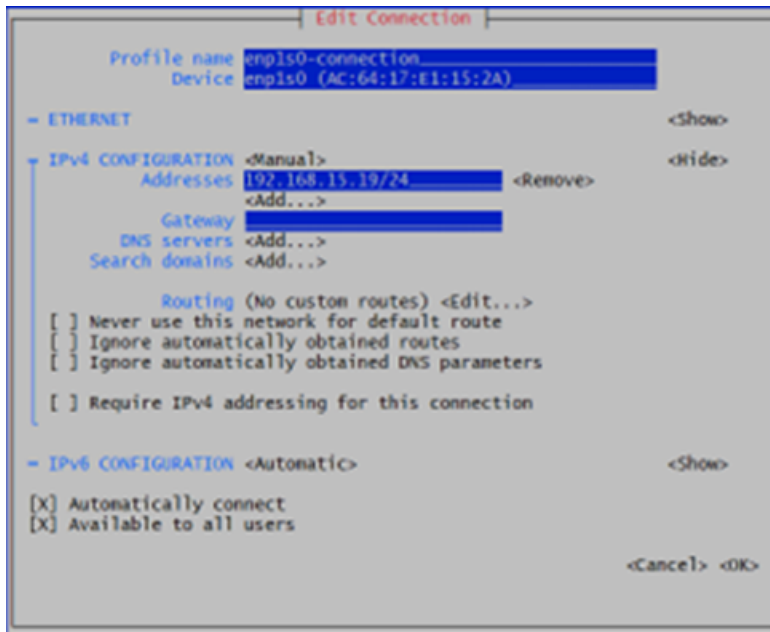 Edit Connection
Profile name enp1s0-connection
Device enp1s0 (AC:64:17:E1:15:2A)
ETHERNET <Show>
IPv4 CONFIGURATION <Manual> <Hide>
Addresses 192.168.15.19/24 <Remove>
<Add...>
Gateway
DNS servers <Add...>
Search domains <Add...>
Routing (No custom routes) <Edit...>
[ ] Never use this network for default route
[ ] Ignore automatically obtained routes
[ ] Ignore automatically obtained DNS parameters
[ ] Require IPv4 addressing for this connection
IPv6 CONFIGURATION <Automatic> <Show>
[X] Automatically connect
[X] Available to all users
<Cancel> <OK>